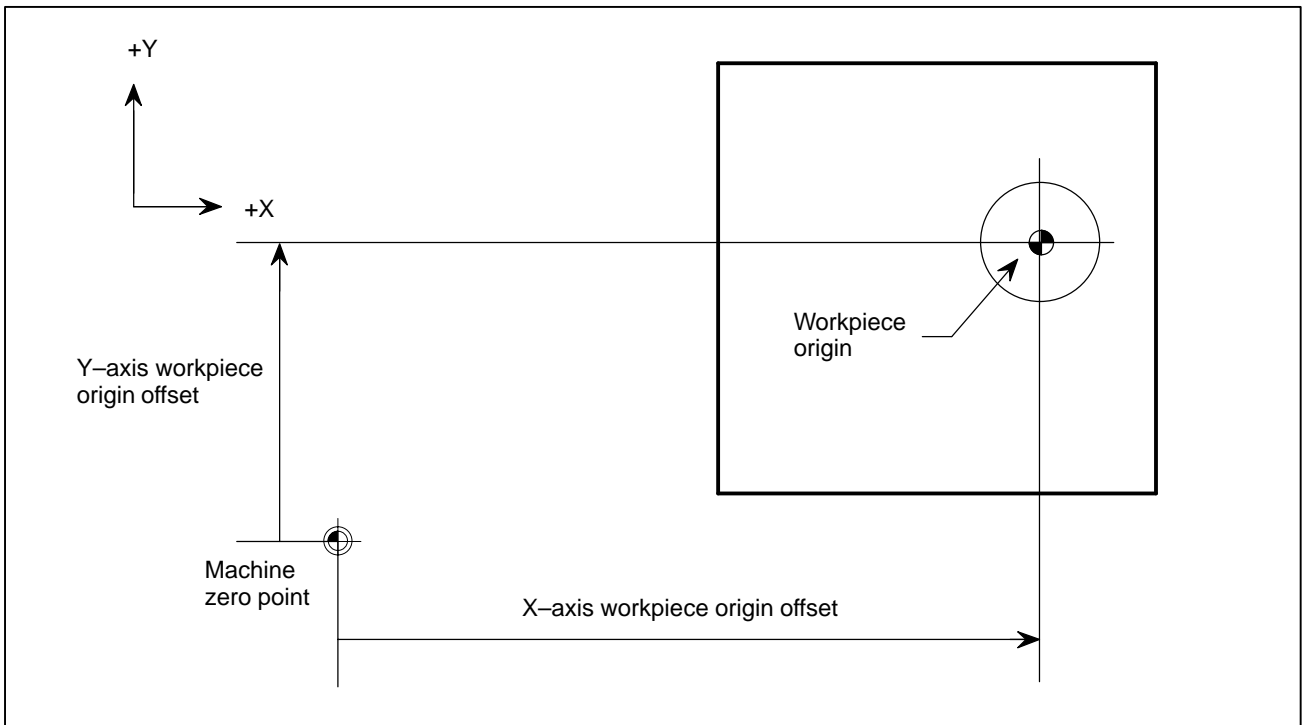 +Y
+X
Workpiece
origin
Y–axis workpiece
origin offset
Machine
zero point
X–axis workpiece origin offset